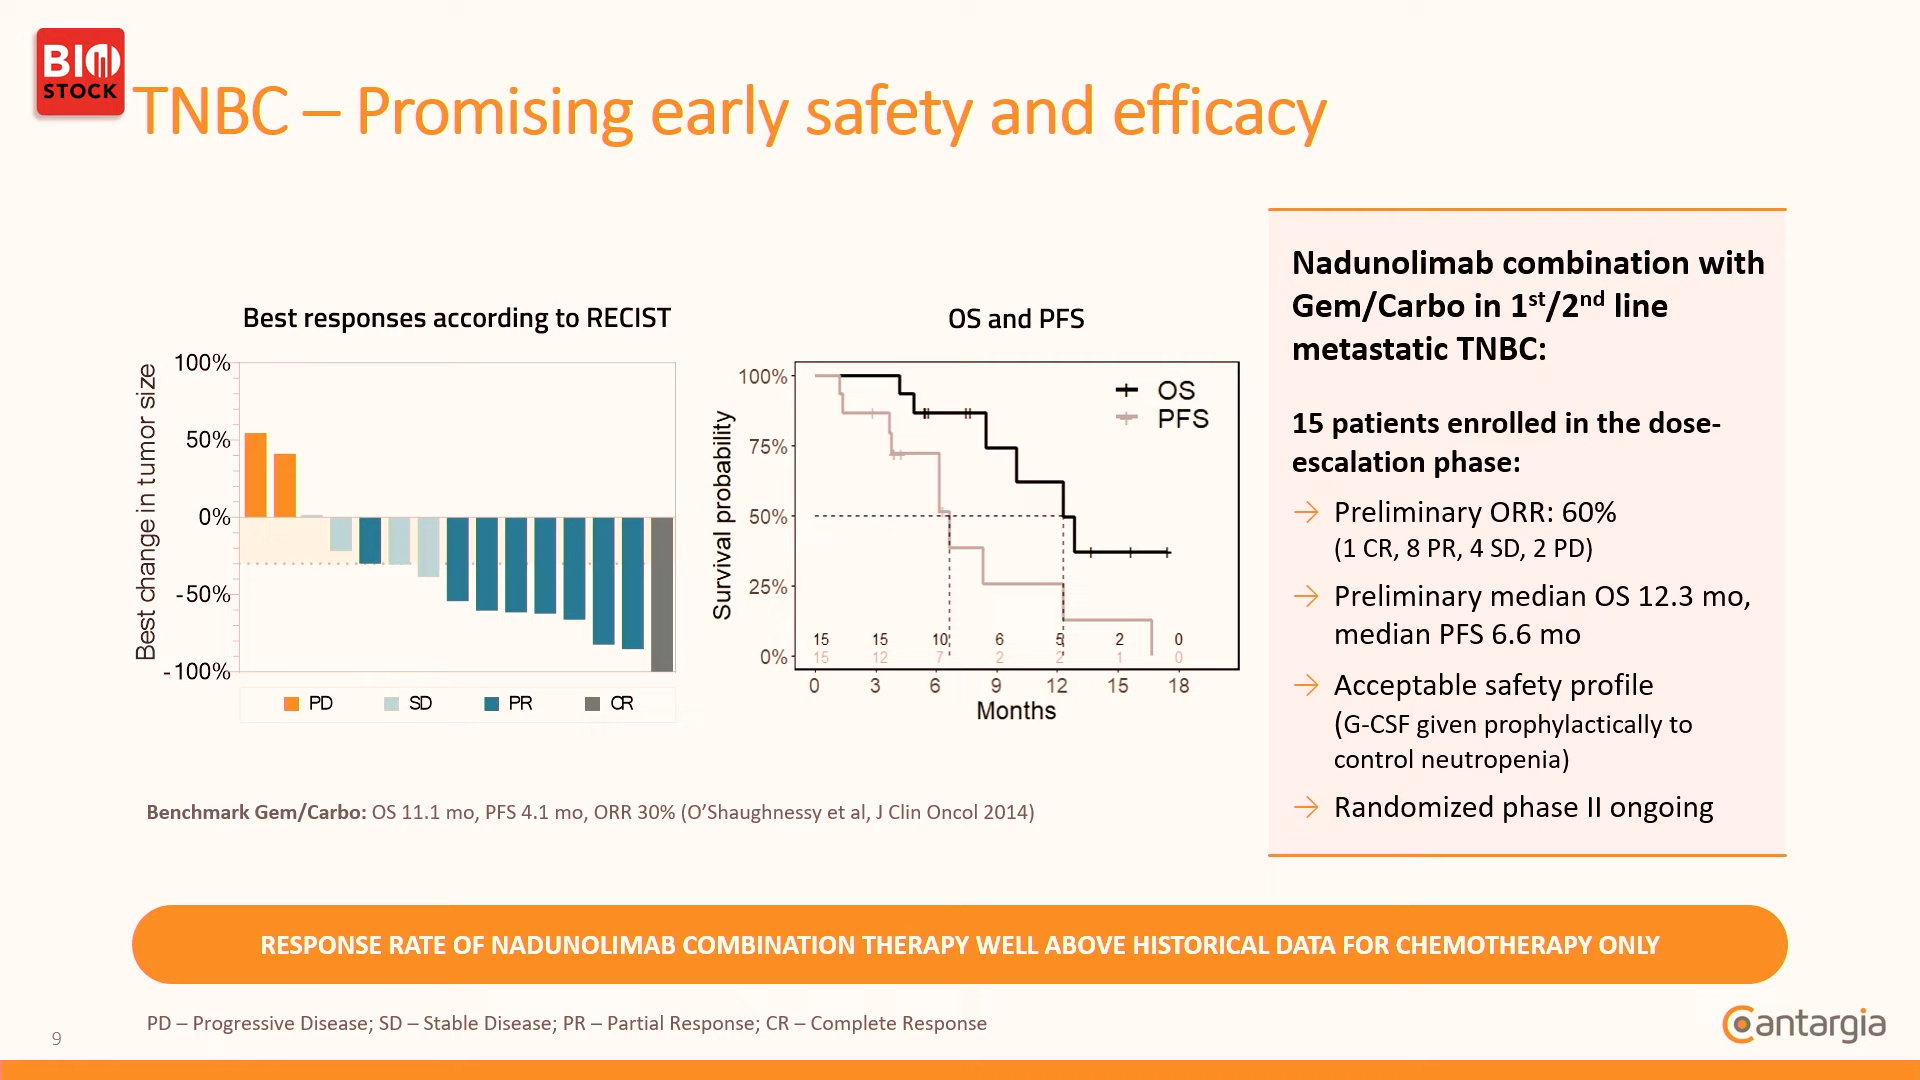 BIO
STOCK
TNBC – Promising early safety and efficacy
Best responses according to RECIST
Best change in tumor size
100%
50%
0%
-50%
-100%
PD SD PR CR
OS and PFS
Survival probability
100%
75%
50%
25%
0%
OS
PFS
15 15 10 6 5 2 0
15 12 7 2 2 1 0
0 3 6 9 12 15 18
Months
Benchmark Gem/Carbo: OS 11.1 mo, PFS 4.1 mo, ORR 30% (O’Shaughnessy et al, J Clin Oncol 2014)
Nadunolimab combination with
Gem/Carbo in 1st/2nd line
metastatic TNBC:
15 patients enrolled in the dose-
escalation phase:
→ Preliminary ORR: 60%
(1 CR, 8 PR, 4 SD, 2 PD)
→ Preliminary median OS 12.3 mo,
median PFS 6.6 mo
→ Acceptable safety profile
(G-CSF given prophylactically to
control neutropenia)
→ Randomized phase II ongoing
RESPONSE RATE OF NADUNOLIMAB COMBINATION THERAPY WELL ABOVE HISTORICAL DATA FOR CHEMOTHERAPY ONLY
PD – Progressive Disease; SD – Stable Disease; PR – Partial Response; CR – Complete Response
9
Cantargia